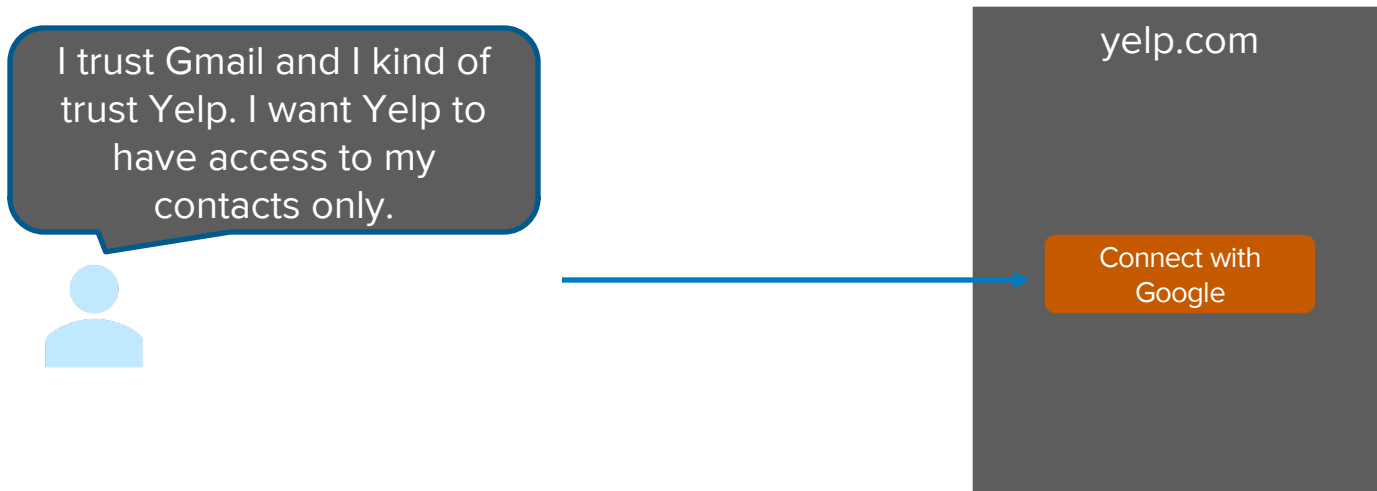 I trust Gmail and I kind of
trust Yelp. I want Yelp to
have access to my
contacts only.
yelp.com
Connect with
Google